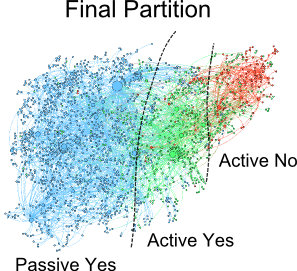 Final Partition
Active No
Active Yes
Passive Yes